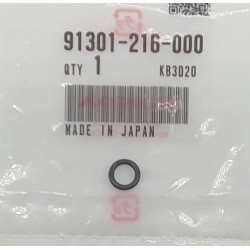 91301-216-000
QTY 1 KB3D20
MADE IN JAPAN